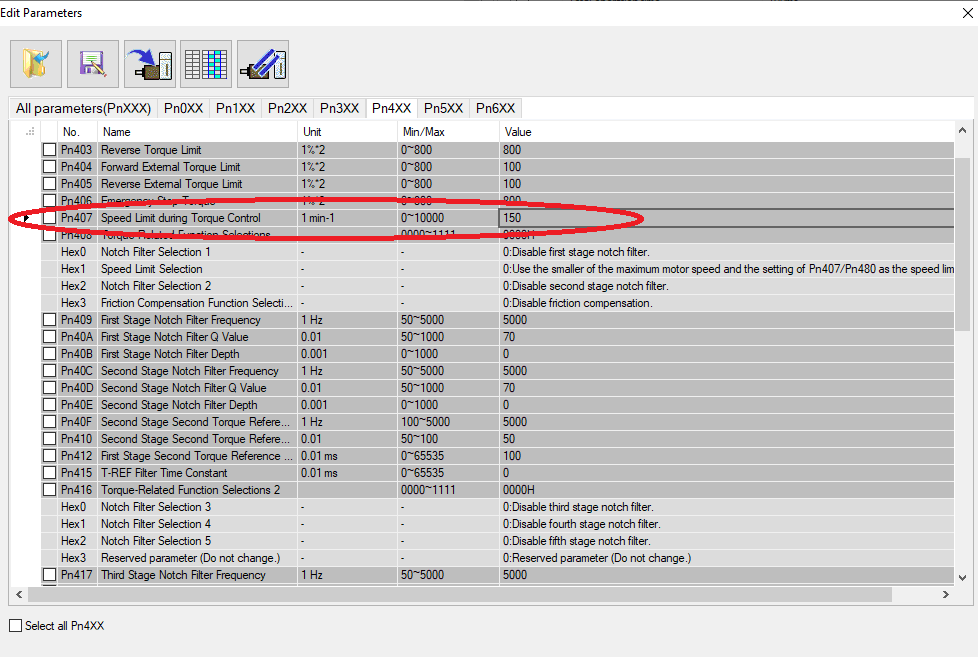 Edit Parameters
All parameters(PnXXX) Pn0XX Pn1XX Pn2XX Pn3XX Pn4XX Pn5XX Pn6XX
No. Name Unit Min/Max Value
Pn403 Reverse Torque Limit 1%*2 0~800 800
Pn404 Forward External Torque Limit 1%*2 0~800 100
Pn405 Reverse External Torque Limit 1%*2 0~800 100
Pn406 Emergency Stop Torque 1%*2 0~800 800
Pn407 Speed Limit during Torque Control 1 min-1 0~10000 150
Pn408 Torque-Related Function Selections 0000~1111 0000H
Hex0 Notch Filter Selection 1 - - 0:Disable first stage notch filter.
Hex1 Speed Limit Selection - - 0:Use the smaller of the maximum motor speed and the setting of Pn407/Pn480 as the speed lim
Hex2 Notch Filter Selection 2 - - 0:Disable second stage notch filter.
Hex3 Friction Compensation Function Selecti... - - 0:Disable friction compensation.
Pn409 First Stage Notch Filter Frequency 1 Hz 50~5000 5000
Pn40A First Stage Notch Filter Q Value 0.01 50~1000 70
Pn40B First Stage Notch Filter Depth 0.001 0~1000 0
Pn40C Second Stage Notch Filter Frequency 1 Hz 50~5000 5000
Pn40D Second Stage Notch Filter Q Value 0.01 50~1000 70
Pn40E Second Stage Notch Filter Depth 0.001 0~1000 0
Pn40F Second Stage Second Torque Refere... 1 Hz 100~5000 5000
Pn410 Second Stage Second Torque Refere... 0.01 50~100 50
Pn412 First Stage Second Torque Reference ... 0.01 ms 0~65535 100
Pn415 T-REF Filter Time Constant 0.01 ms 0~65535 0
Pn416 Torque-Related Function Selections 2 0000~1111 0000H
Hex0 Notch Filter Selection 3 - - 0:Disable third stage notch filter.
Hex1 Notch Filter Selection 4 - - 0:Disable fourth stage notch filter.
Hex2 Notch Filter Selection 5 - - 0:Disable fifth stage notch filter.
Hex3 Reserved parameter (Do not change.) - - 0:Reserved parameter (Do not change.)
Pn417 Third Stage Notch Filter Frequency 1 Hz 50~5000 5000
Select all Pn4XX